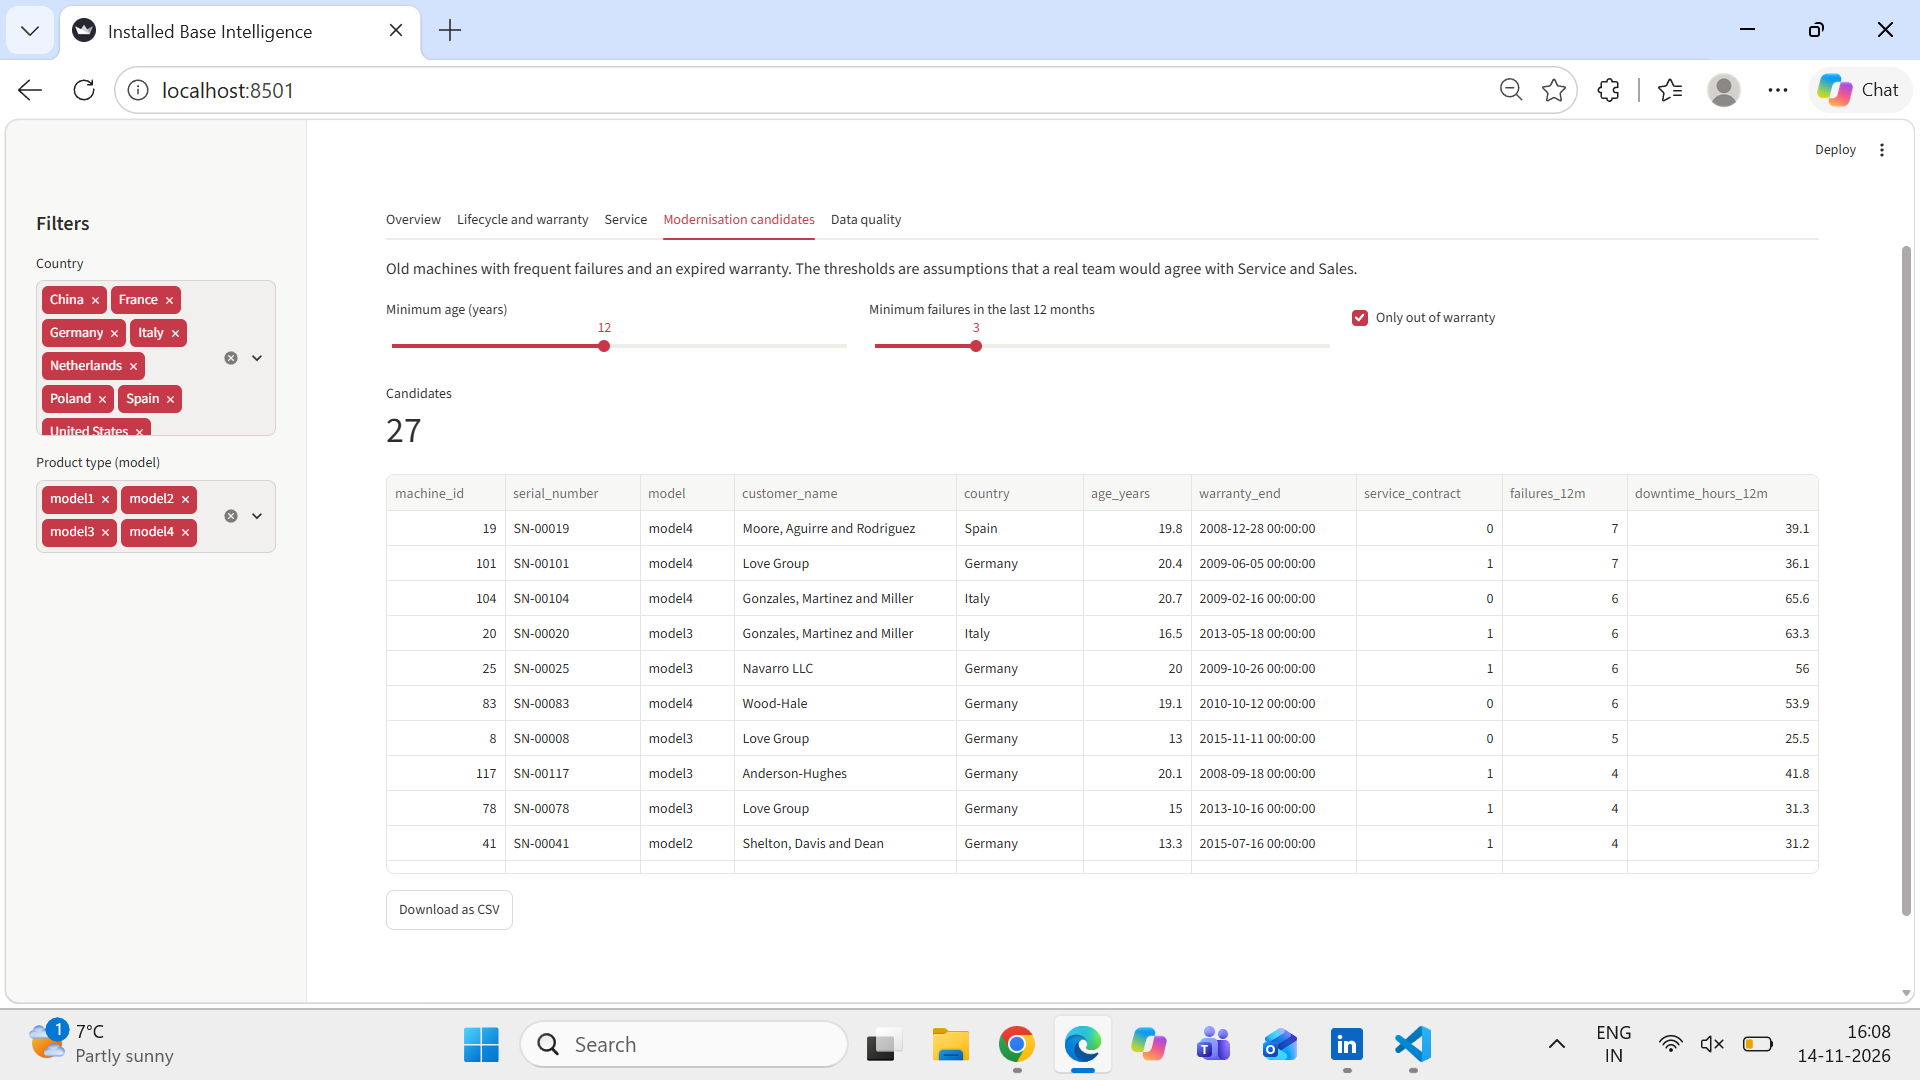 Installed Base Intelligence
localhost:8501
Chat
Deploy
Filters
Country
China France
Germany Italy
Netherlands
Poland Spain
United States
Product type (model)
model1 model2
model3 model4
Overview Lifecycle and warranty Service Modernisation candidates Data quality
Old machines with frequent failures and an expired warranty. The thresholds are assumptions that a real team would agree with Service and Sales.
Minimum age (years) Minimum failures in the last 12 months Only out of warranty
12 3
Candidates
27
machine_id serial_number model customer_name country age_years warranty_end service_contract failures_12m downtime_hours_12m
19 SN-00019 model4 Moore, Aguirre and Rodriguez Spain 19.8 2008-12-28 00:00:00 0 7 39.1
101 SN-00101 model4 Love Group Germany 20.4 2009-06-05 00:00:00 1 7 36.1
104 SN-00104 model4 Gonzales, Martinez and Miller Italy 20.7 2009-02-16 00:00:00 0 6 65.6
20 SN-00020 model3 Gonzales, Martinez and Miller Italy 16.5 2013-05-18 00:00:00 1 6 63.3
25 SN-00025 model3 Navarro LLC Germany 20 2009-10-26 00:00:00 1 6 56
83 SN-00083 model4 Wood-Hale Germany 19.1 2010-10-12 00:00:00 0 6 53.9
8 SN-00008 model3 Love Group Germany 13 2015-11-11 00:00:00 0 5 25.5
117 SN-00117 model3 Anderson-Hughes Germany 20.1 2008-09-18 00:00:00 1 4 41.8
78 SN-00078 model3 Love Group Germany 15 2013-10-16 00:00:00 1 4 31.3
41 SN-00041 model2 Shelton, Davis and Dean Germany 13.3 2015-07-16 00:00:00 1 4 31.2
Download as CSV
1
7°C
Partly sunny
Search
in
ENG
IN
16:08
14-11-2026